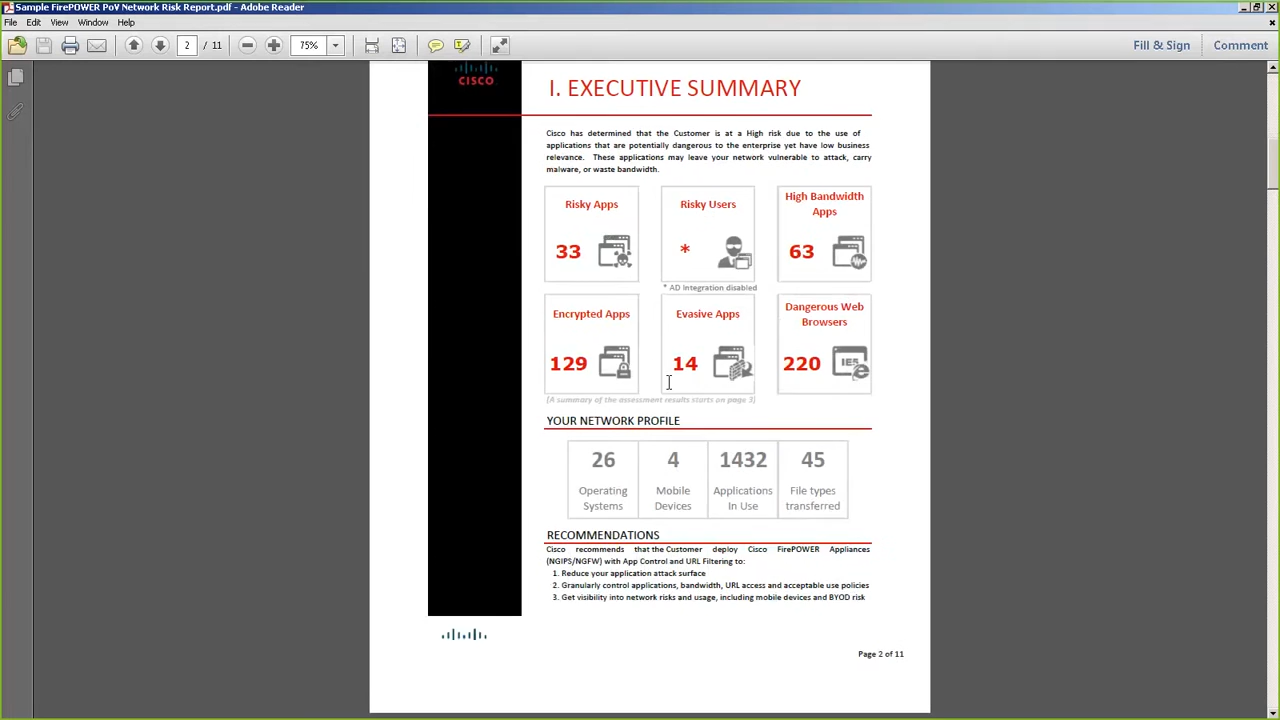 Sample FirePOWER PoV Network Risk Report.pdf - Adobe Reader
File Edit View Window Help
2 / 11 75% Fill & Sign Comment
CISCO
I. EXECUTIVE SUMMARY
Cisco has determined that the Customer is at a High risk due to the use of
applications that are potentially dangerous to the enterprise yet have low business
relevance. These applications may leave your network vulnerable to attack, carry
malware, or waste bandwidth.
Risky Apps
33
Risky Users
*
* AD Integration disabled
High Bandwidth
Apps
63
Encrypted Apps
129
Evasive Apps
14
Dangerous Web
Browsers
220
IE5
(A summary of the assessment results starts on page 3)
YOUR NETWORK PROFILE
26
Operating
Systems
4
Mobile
Devices
1432
Applications
In Use
45
File types
transferred
RECOMMENDATIONS
Cisco recommends that the Customer deploy Cisco FirePOWER Appliances
(NGIPS/NGFW) with App Control and URL Filtering to:
1. Reduce your application attack surface
2. Granularly control applications, bandwidth, URL access and acceptable use policies
3. Get visibility into network risks and usage, including mobile devices and BYOD risk
Page 2 of 11